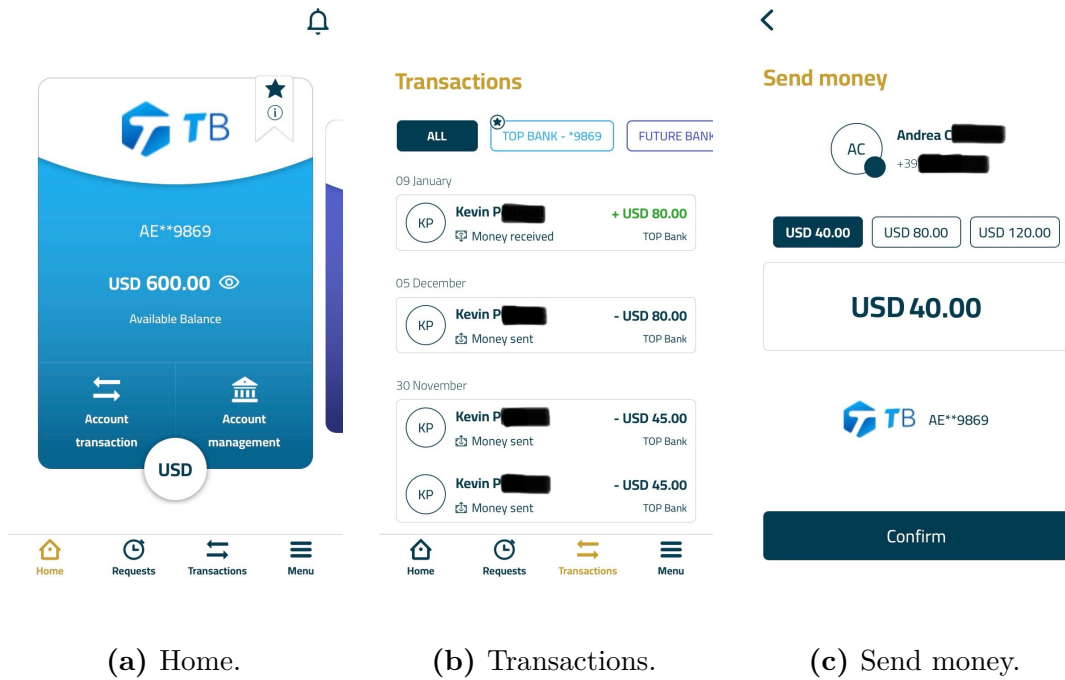 TB
AE**9869
USD 600.00
Available Balance
Account
transaction
Account
management
USD
Home
Requests
Transactions
Menu
(a) Home.
Transactions
ALL
TOP BANK - *9869
FUTURE BANK
09 January
KP
Kevin P
+ USD 80.00
Money received
TOP Bank
05 December
KP
Kevin P
- USD 80.00
Money sent
TOP Bank
30 November
KP
Kevin P
- USD 45.00
Money sent
TOP Bank
KP
Kevin P
- USD 45.00
Money sent
TOP Bank
Home
Requests
Transactions
Menu
(b) Transactions.
Send money
AC
Andrea C
+39
USD 40.00
USD 80.00
USD 120.00
USD 40.00
TB AE**9869
Confirm
(c) Send money.